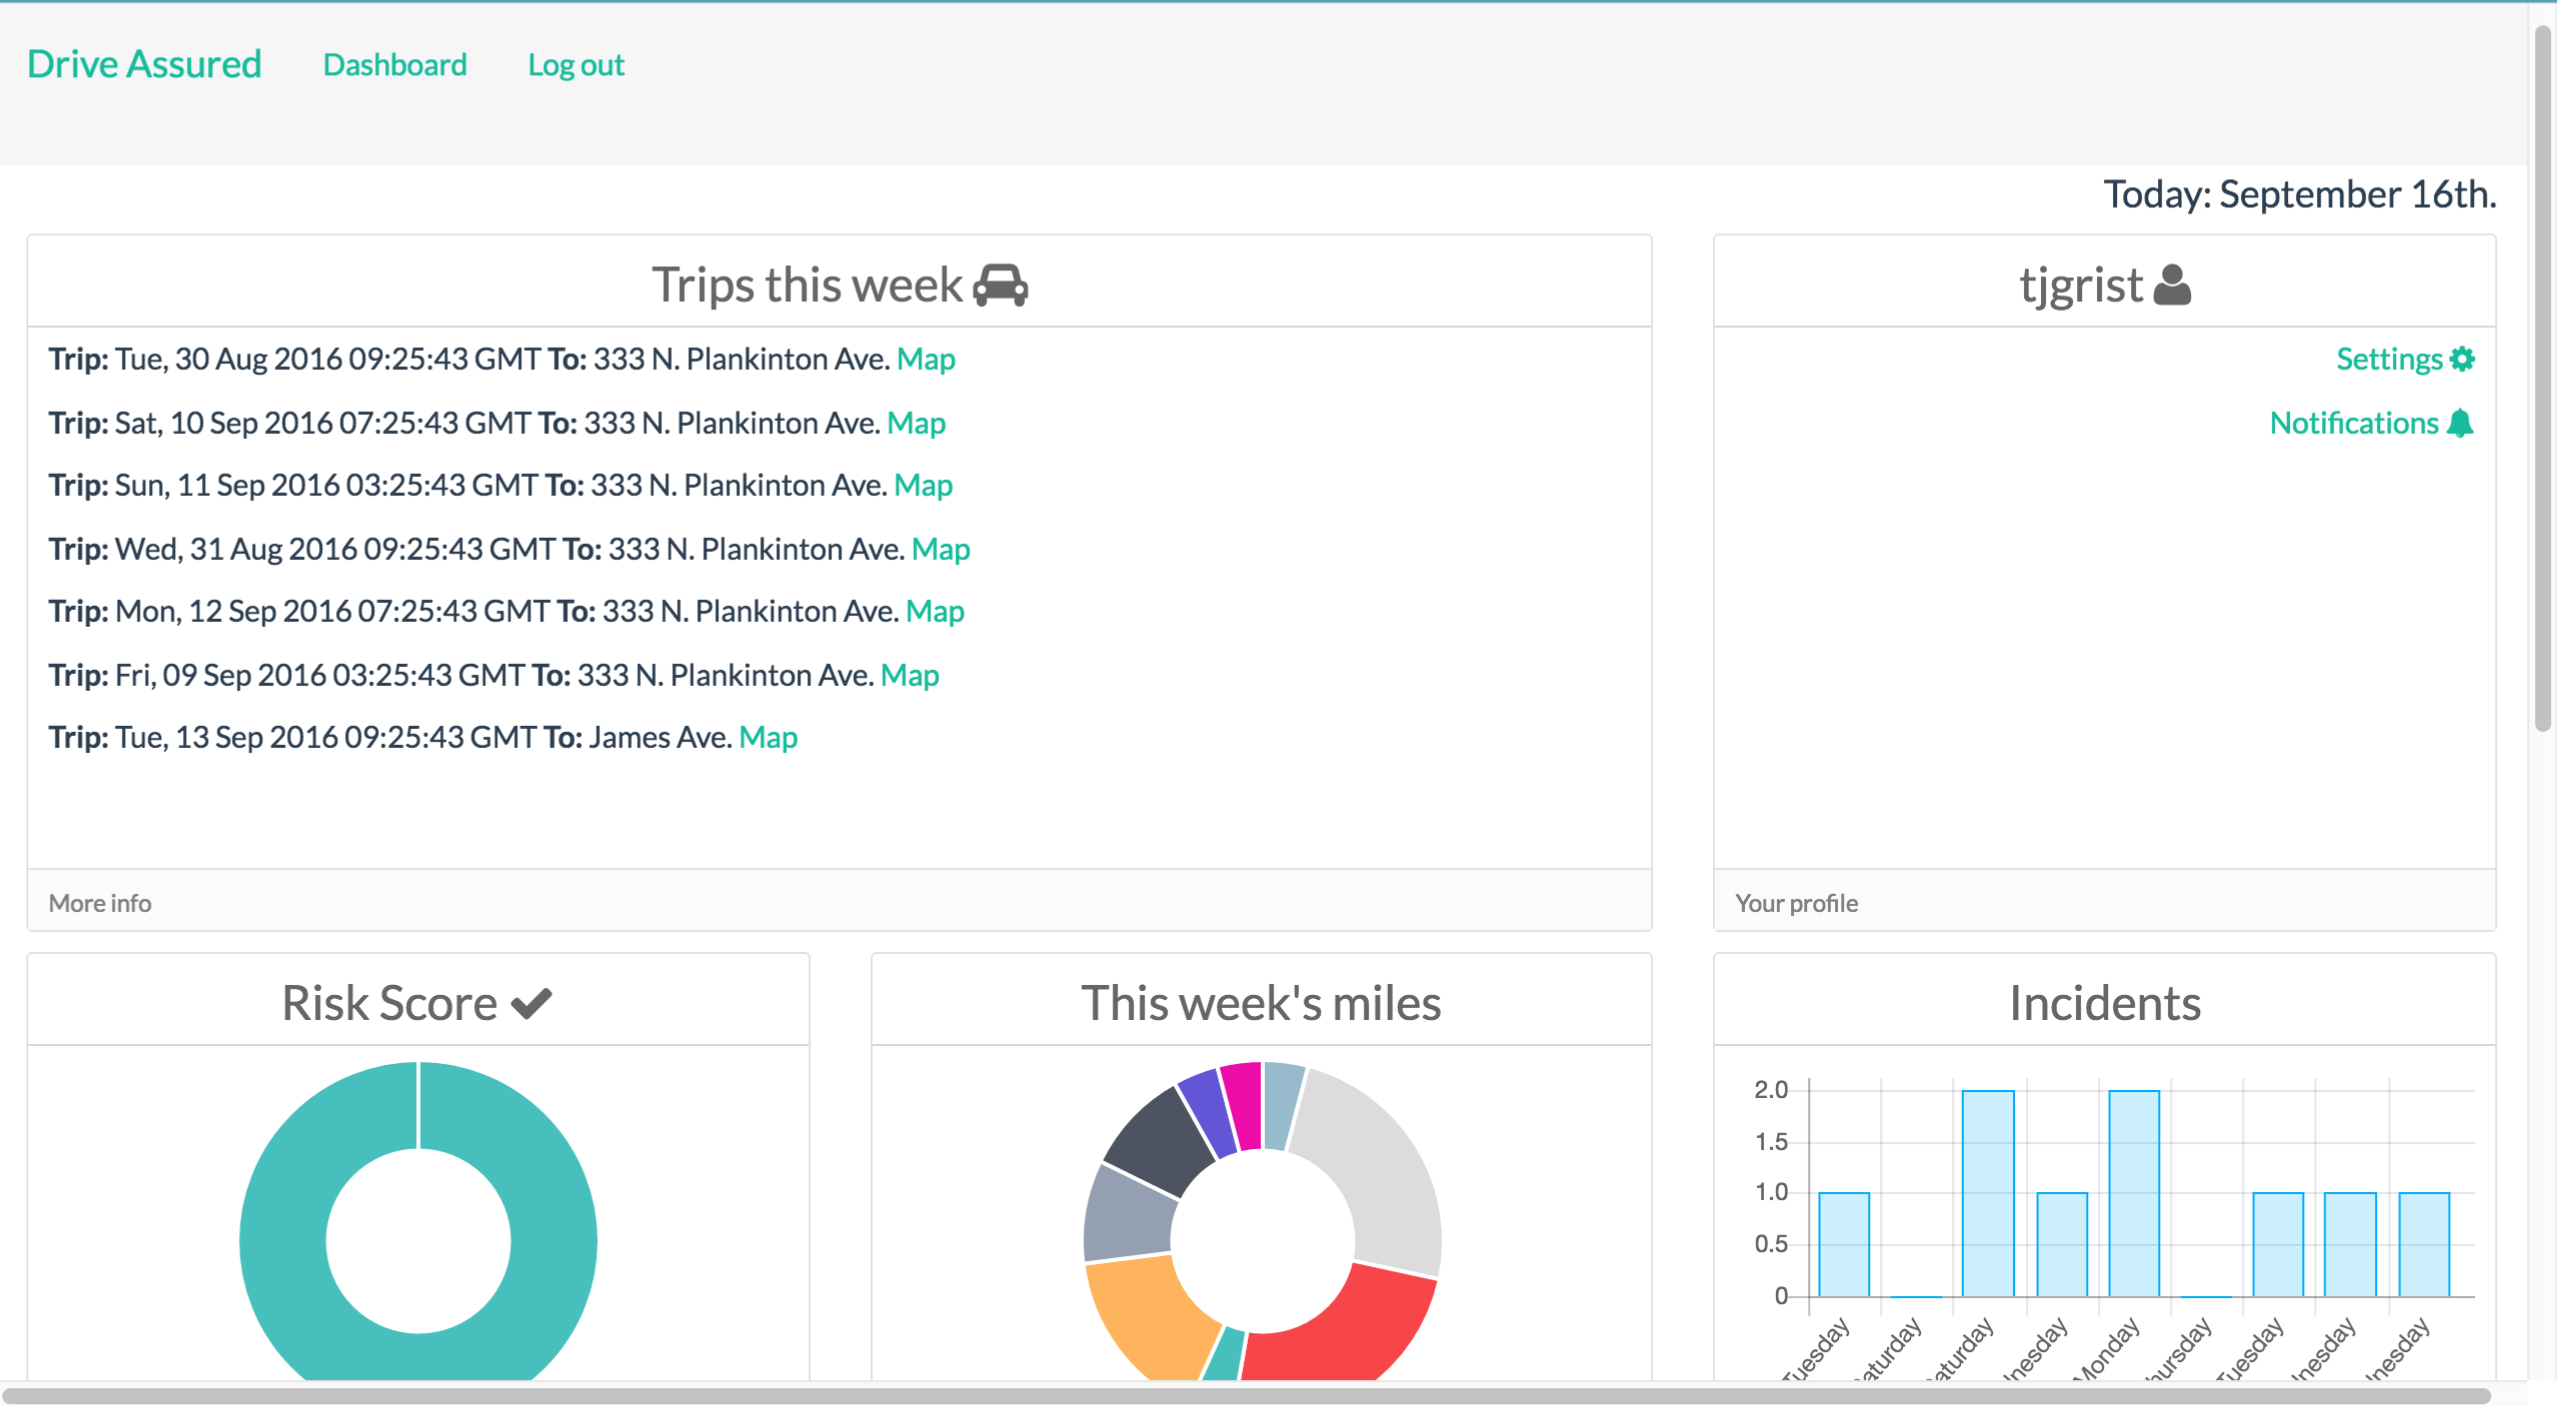 Drive Assured Dashboard Log out
Today: September 16th.
Trips this week
Trip: Tue, 30 Aug 2016 09:25:43 GMT To: 333 N. Plankinton Ave. Map
Trip: Sat, 10 Sep 2016 07:25:43 GMT To: 333 N. Plankinton Ave. Map
Trip: Sun, 11 Sep 2016 03:25:43 GMT To: 333 N. Plankinton Ave. Map
Trip: Wed, 31 Aug 2016 09:25:43 GMT To: 333 N. Plankinton Ave. Map
Trip: Mon, 12 Sep 2016 07:25:43 GMT To: 333 N. Plankinton Ave. Map
Trip: Fri, 09 Sep 2016 03:25:43 GMT To: 333 N. Plankinton Ave. Map
Trip: Tue, 13 Sep 2016 09:25:43 GMT To: James Ave. Map
More info
tjgrist
Settings
Notifications
Your profile
Risk Score
This week's miles
Incidents
2.0
1.5
1.0
0.5
0
Tuesday
aturday
aturday
nesday
Monday
ursday
Tuesday
nesday
nesday